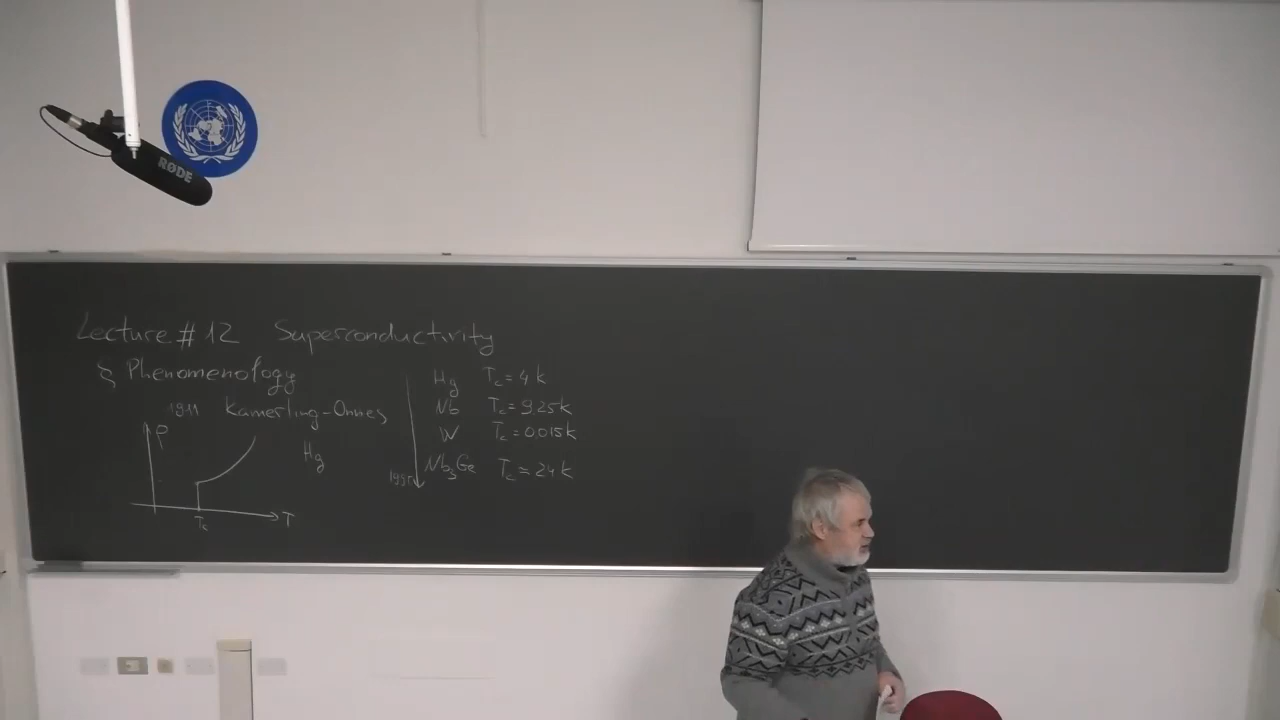 RØDE
Lecture # 12 Superconductivity
§ Phenomenology
1911 Kamerling-Onnes
ρ
Hg
T
Tc
Hg Tc = 4 K
Nb Tc = 9.25 K
W Tc = 0.015 K
Nb3Ge Tc ≈ 24 K